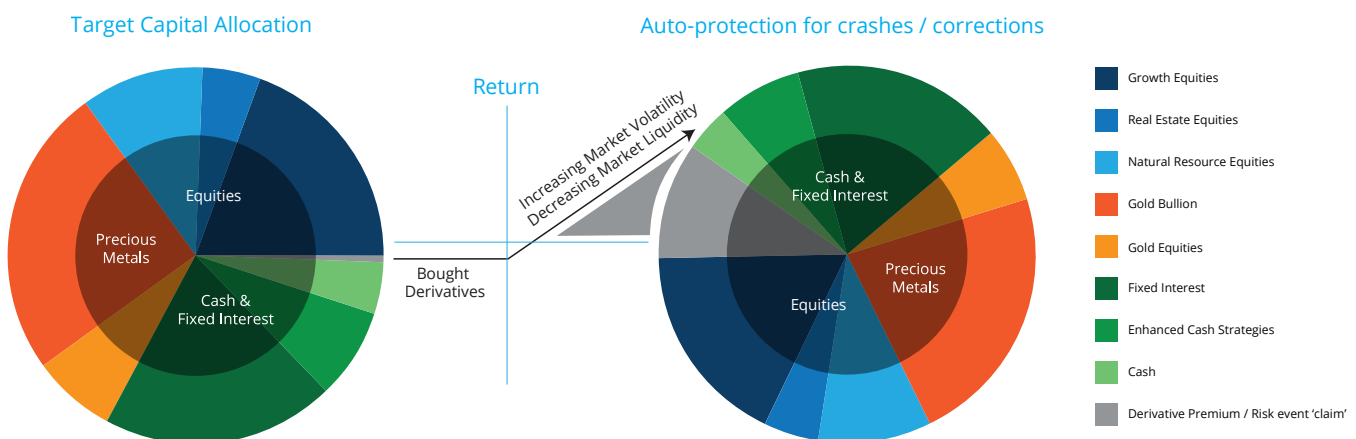 Target Capital Allocation
Auto-protection for crashes / corrections
Return
Equities
Precious
Metals
Cash &
Fixed Interest
Bought
Derivatives
Increasing Market Volatility
Decreasing Market Liquidity
Cash &
Fixed Interest
Precious
Metals
Equities
Growth Equities
Real Estate Equities
Natural Resource Equities
Gold Bullion
Gold Equities
Fixed Interest
Enhanced Cash Strategies
Cash
Derivative Premium / Risk event ‘claim’